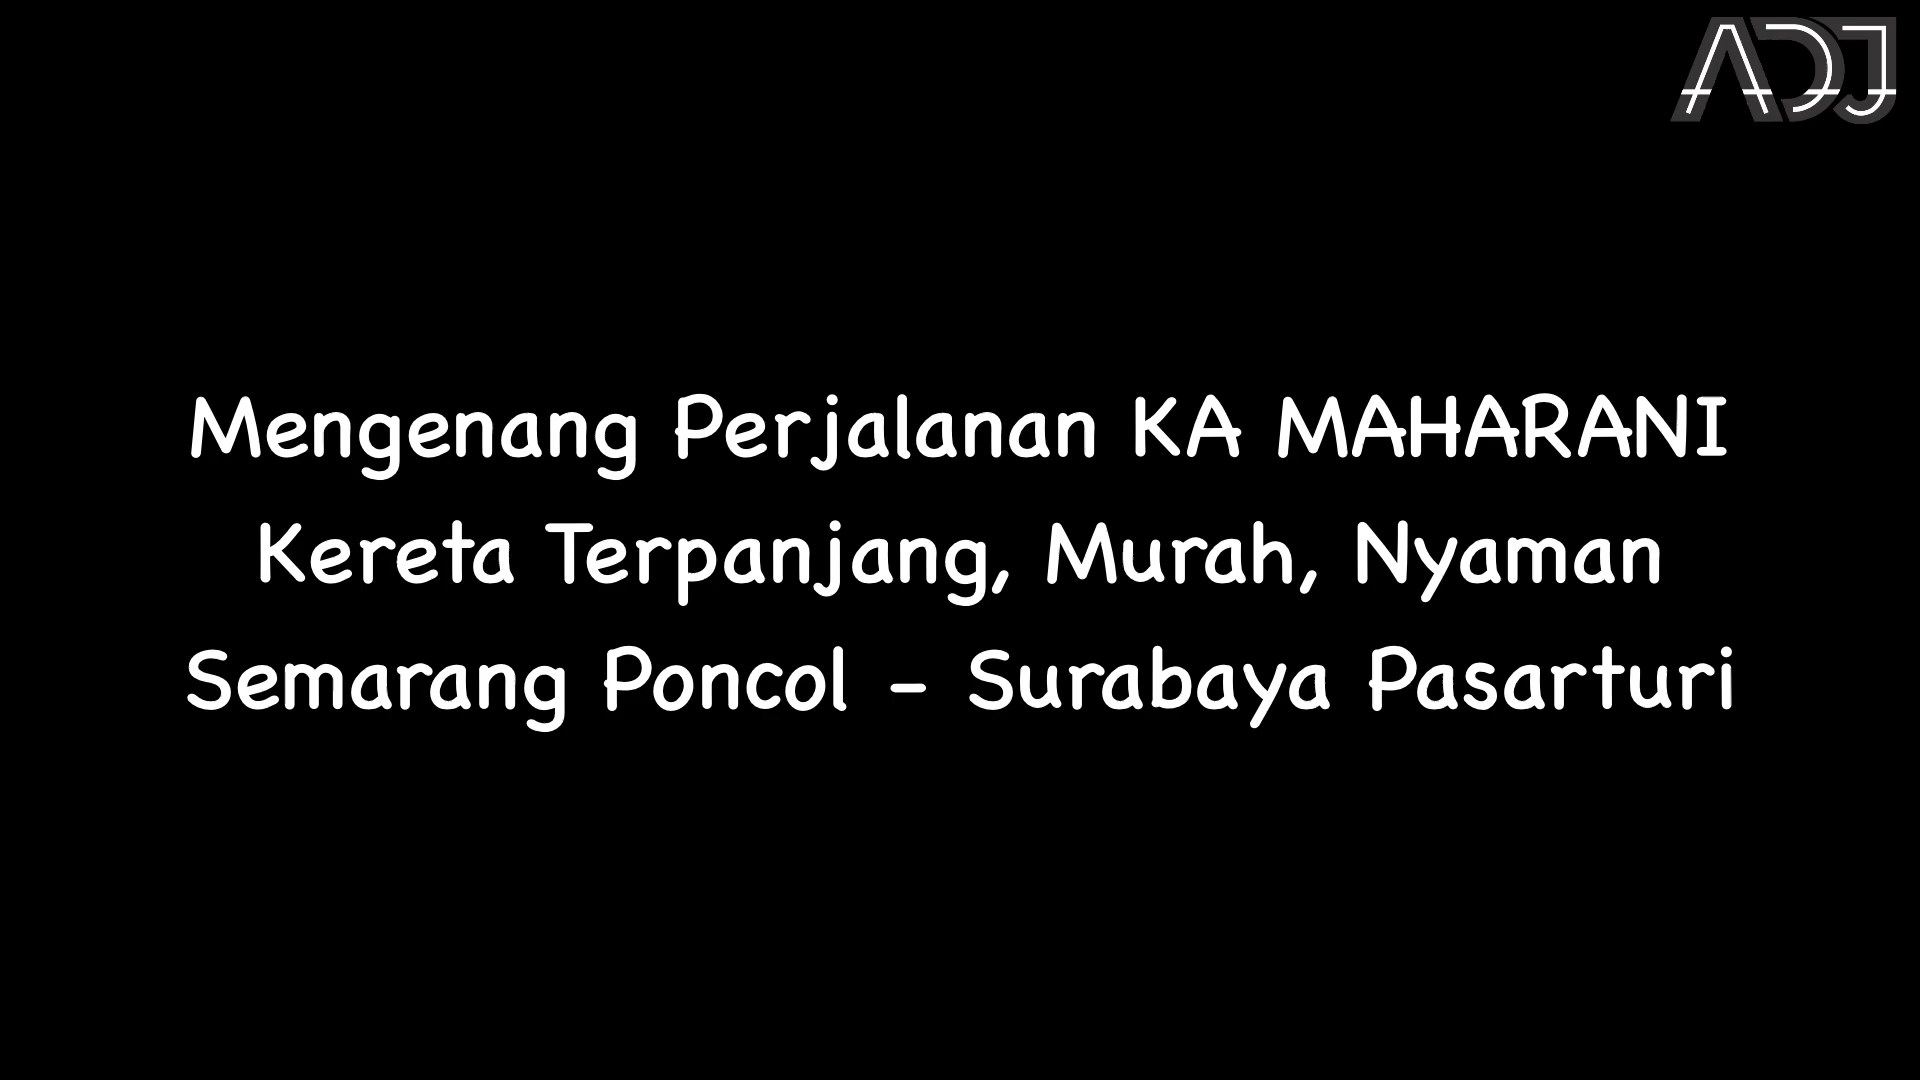 ADJ
Mengenang Perjalanan KA MAHARANI
Kereta Terpanjang, Murah, Nyaman
Semarang Poncol - Surabaya Pasarturi